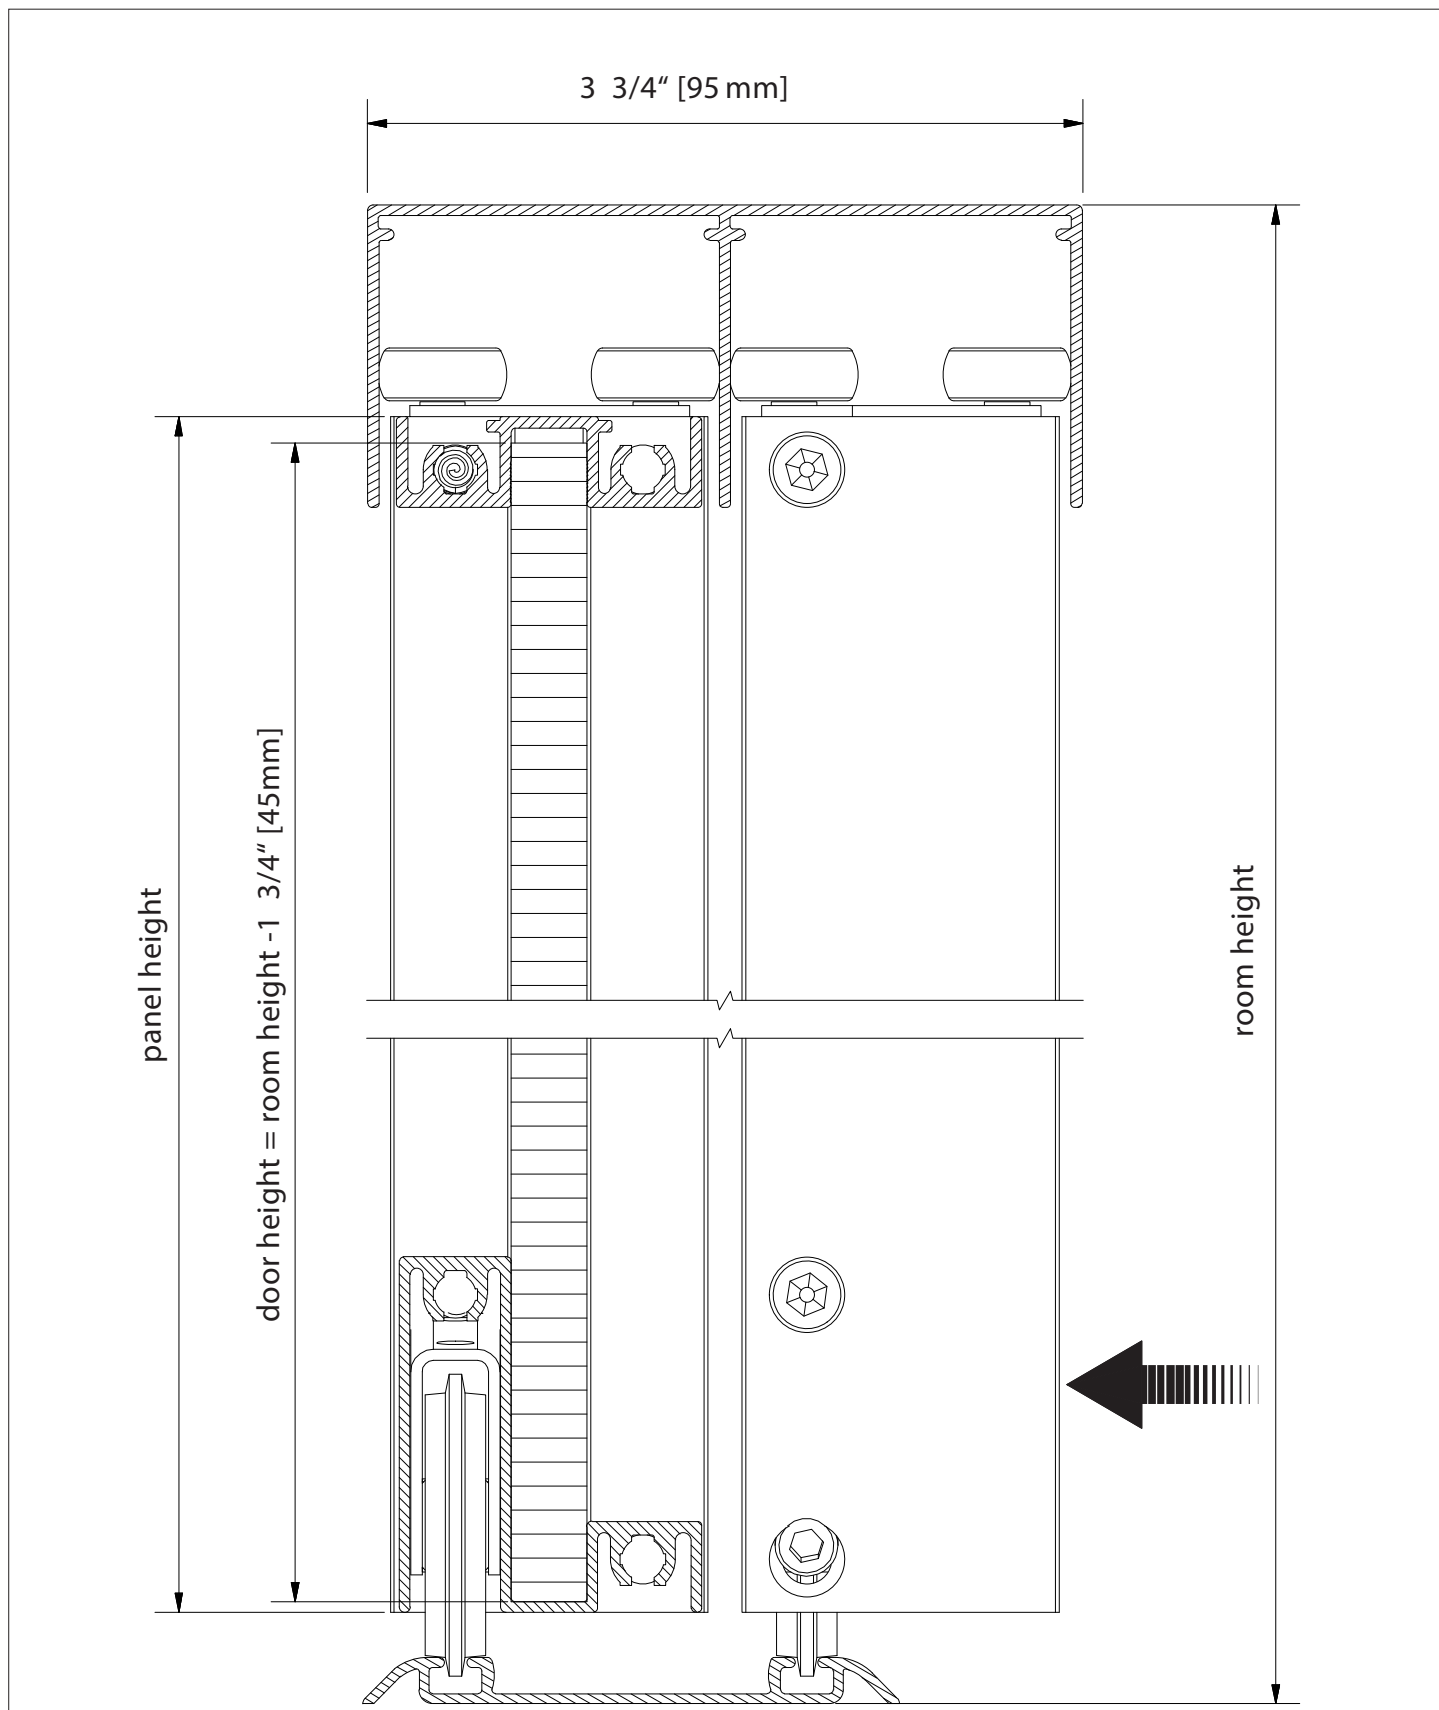 3 3/4“ [95 mm]
panel height
door height = room height -1 3/4“ [45mm]
room height